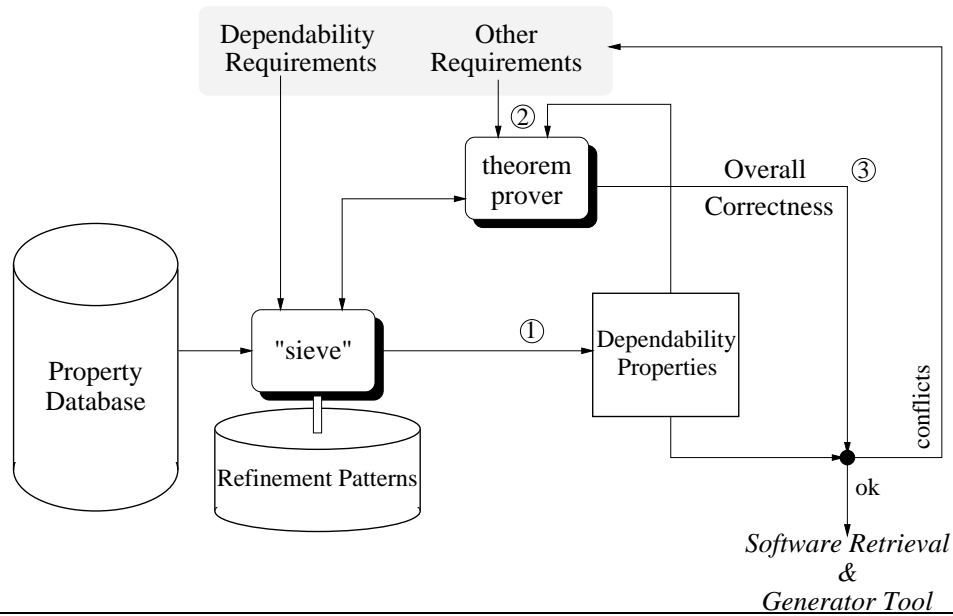 Dependability
Requirements
Other
Requirements
②
theorem
prover
Overall
Correctness
③
Property
Database
"sieve"
①
Dependability
Properties
Refinement Patterns
conflicts
ok
Software Retrieval
&
Generator Tool